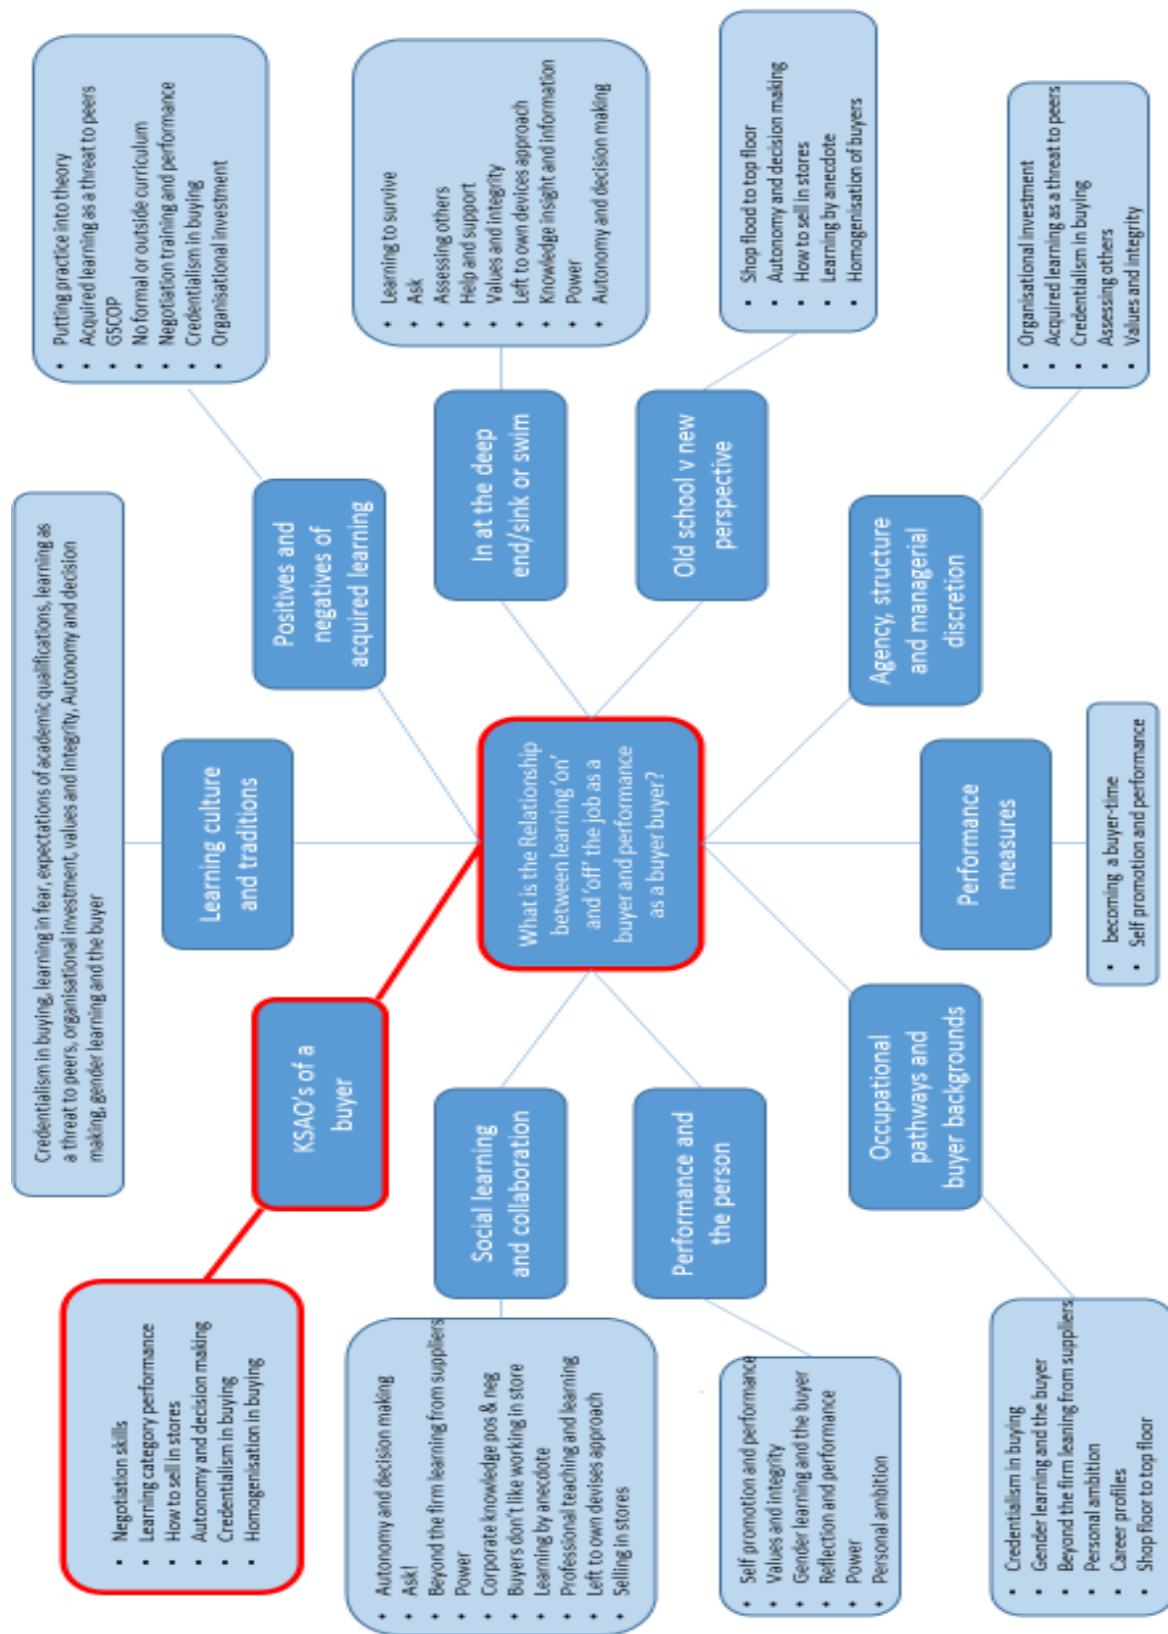 Negotiation skills
Learning category performance
How to sell in stores
Autonomy and decision making
Credentialism in buying
Homogenisation in buying
KSAO's of a
buyer
Credentialism in buying, learning in fear, expectations of academic qualifications, learning as
a threat to peers, organisational investment, values and integrity, Autonomy and decision
making, gender learning and the buyer
Learning culture
and traditions
Putting practice into theory
Acquired learning as a threat to peers
GSCOP
No formal or outside curriculum
Negotiation training and performance
Credentialism in buying
Organisational investment
Positives and
negatives of
acquired learning
Autonomy and decision making
Ask!
Beyond the firm learning from suppliers
Power
Corporate knowledge pos & neg
Buyers don't like working in store
Learning by anecdote
Professional teaching and learning
Left to own devises approach
Selling in stores
Social learning
and collaboration
What is the Relationship
between learning 'on'
and 'off' the job as a
buyer and performance
as a buyer buyer?
In at the deep
end/sink or swim
Learning to survive
Ask
Assessing others
Help and support
Values and integrity
Left to own devices approach
Knowledge insight and information
Power
Autonomy and decision making
Self promotion and performance
Values and integrity
Gender learning and the buyer
Reflection and performance
Power
Personal ambition
Performance and
the person
Old school v new
perspective
Shop flood to top floor
Autonomy and decision making
How to sell in stores
Learning by anecdote
Homogenisation of buyers
Credentialism in buying
Gender learning and the buyer
Beyond the firm leaning from suppliers
Personal ambition
Career profiles
Shop floor to top floor
Occupational
pathways and
buyer backgrounds
Performance
measures
becoming a buyer-time
Self promotion and performance
Agency, structure
and managerial
discretion
Organisational investment
Acquired learning as a threat to peers
Credentialism in buying
Assessing others
Values and integrity